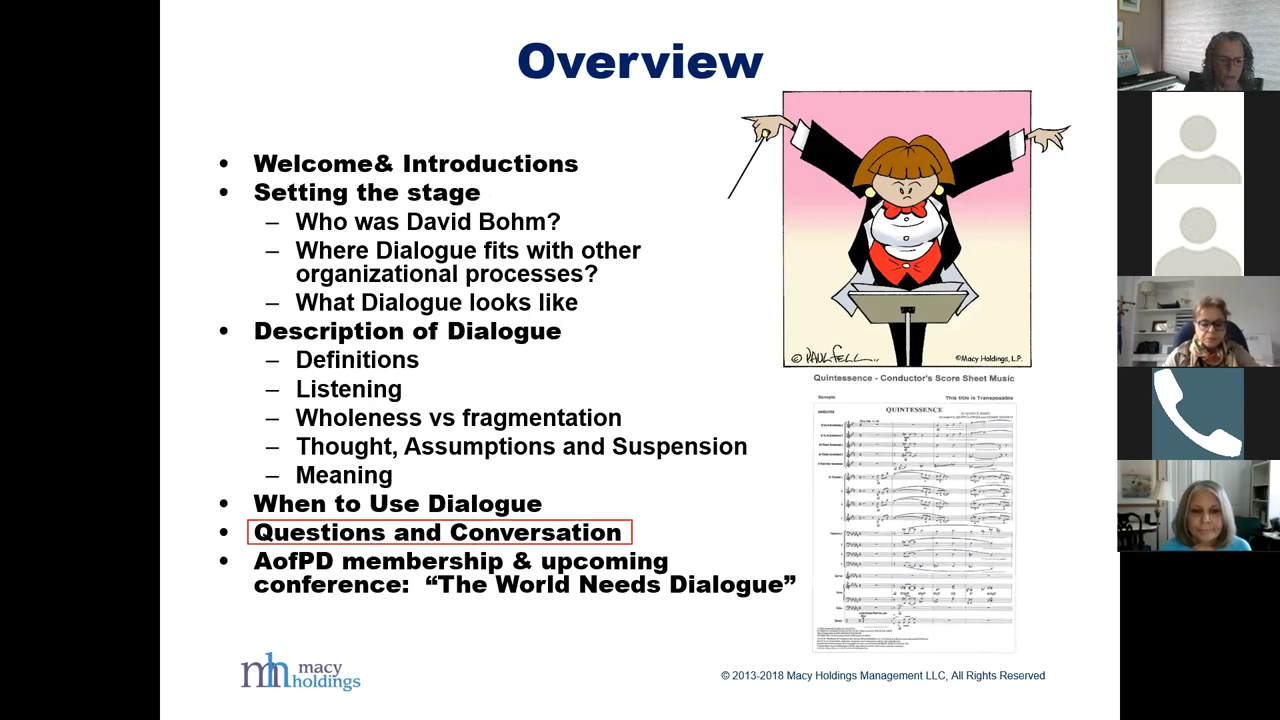 Overview
• Welcome& Introductions
• Setting the stage
– Who was David Bohm?
– Where Dialogue fits with other
organizational processes?
– What Dialogue looks like
• Description of Dialogue
– Definitions
– Listening
– Wholeness vs fragmentation
– Thought, Assumptions and Suspension
– Meaning
• When to Use Dialogue
• Questions and Conversation
• AofPD membership & upcoming
conference: “The World Needs Dialogue”
© PAUL FELL..
©Macy Holdings, L.P.
Quintessence - Conductor's Score Sheet Music
Sample
This title is Transposable
QUINTESSENCE
mh macy
holdings
© 2013-2018 Macy Holdings Management LLC, All Rights Reserved